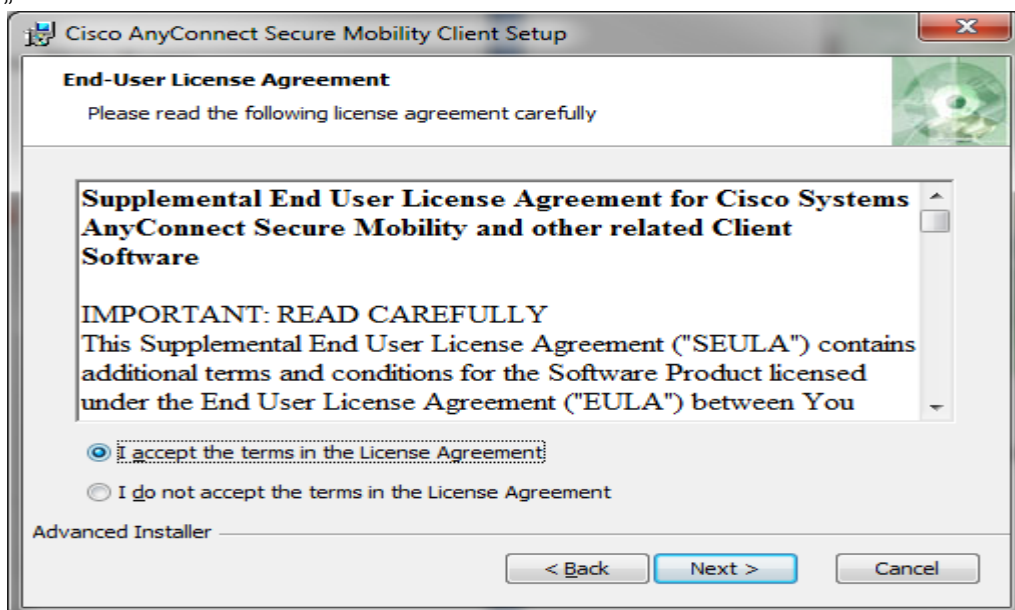 ”
Cisco AnyConnect Secure Mobility Client Setup
End-User License Agreement
Please read the following license agreement carefully
Supplemental End User License Agreement for Cisco Systems
AnyConnect Secure Mobility and other related Client
Software
IMPORTANT: READ CAREFULLY
This Supplemental End User License Agreement ("SEULA") contains
additional terms and conditions for the Software Product licensed
under the End User License Agreement ("EULA") between You
I accept the terms in the License Agreement
I do not accept the terms in the License Agreement
Advanced Installer
< Back Next > Cancel